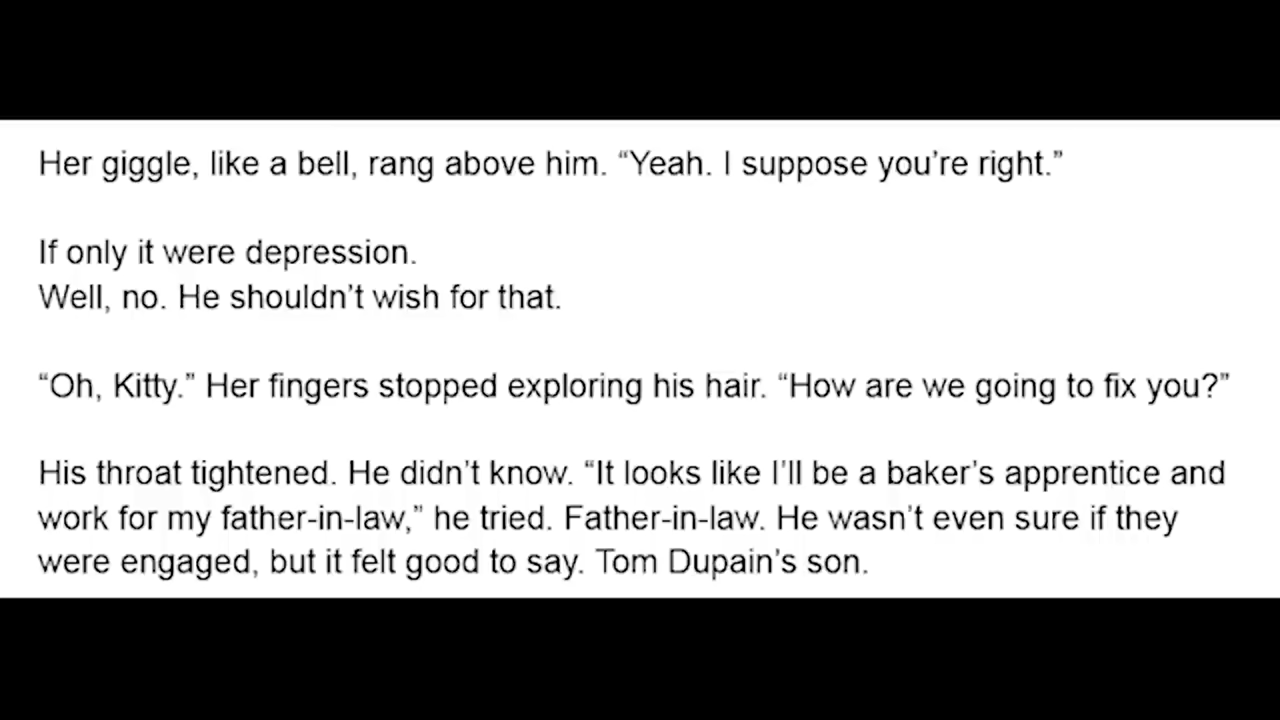 Her giggle, like a bell, rang above him. “Yeah. I suppose you’re right.”
If only it were depression.
Well, no. He shouldn’t wish for that.
“Oh, Kitty.” Her fingers stopped exploring his hair. “How are we going to fix you?”
His throat tightened. He didn’t know. “It looks like I’ll be a baker’s apprentice and
work for my father-in-law,” he tried. Father-in-law. He wasn’t even sure if they
were engaged, but it felt good to say. Tom Dupain’s son.